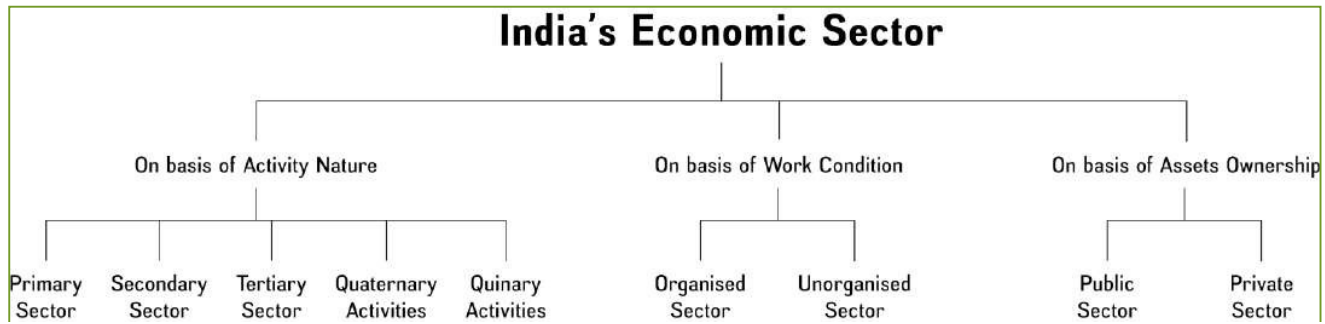 India's Economic Sector
On basis of Activity Nature
On basis of Work Condition
On basis of Assets Ownership
Primary
Sector
Secondary
Sector
Tertiary
Sector
Quaternary
Activities
Quinary
Activities
Organised
Sector
Unorganised
Sector
Public
Sector
Private
Sector